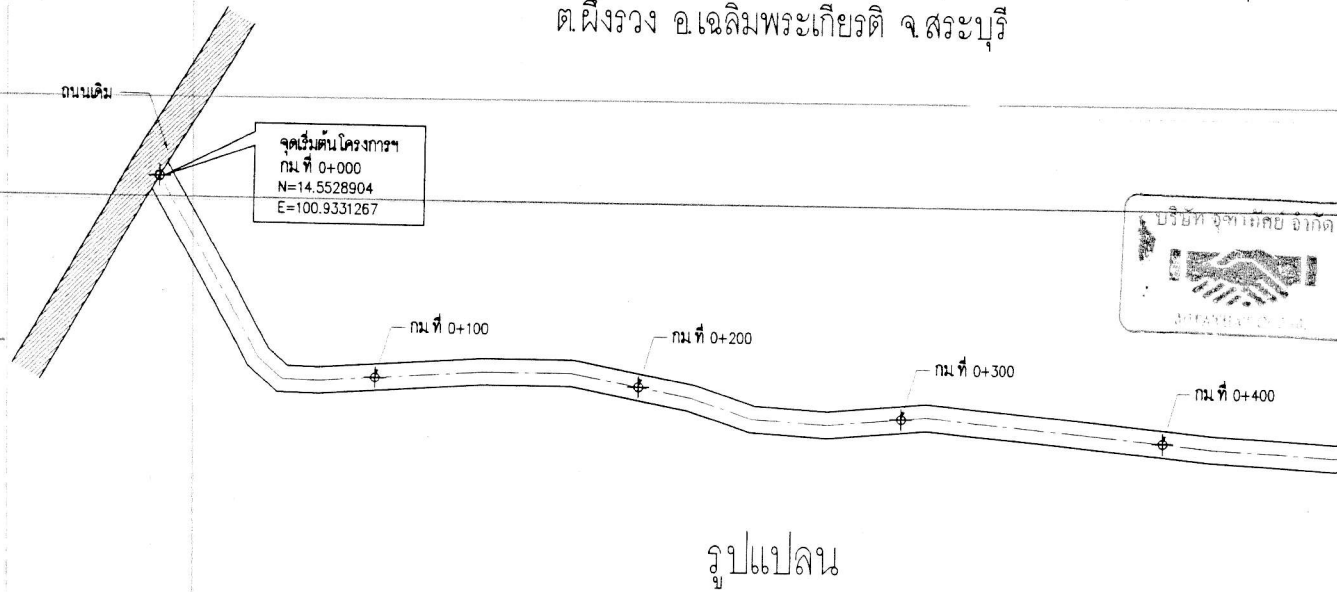 ต.ผึ้งรวง อ.เฉลิมพระเกียรติ จ.สระบุรี
ถนนเดิม
จุดเริ่มต้นโครงการฯ
กม.ที่ 0+000
N=14.5528904
E=100.9331267
บริษัท จำกัด
กม.ที่ 0+100
กม.ที่ 0+200
กม.ที่ 0+300
กม.ที่ 0+400
รูปแปลน